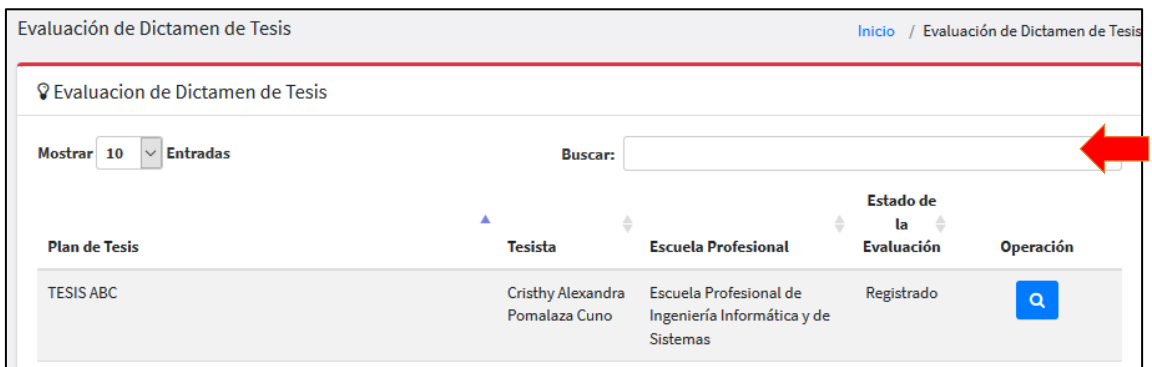 Evaluación de Dictamen de Tesis
Inicio / Evaluación de Dictamen de Tesis
Evaluacion de Dictamen de Tesis
Mostrar 10 Entradas
Buscar:
Plan de Tesis
Tesista
Escuela Profesional
Estado de
la
Evaluación
Operación
TESIS ABC
Cristhy Alexandra
Pomalaza Cuno
Escuela Profesional de
Ingeniería Informática y de
Sistemas
Registrado